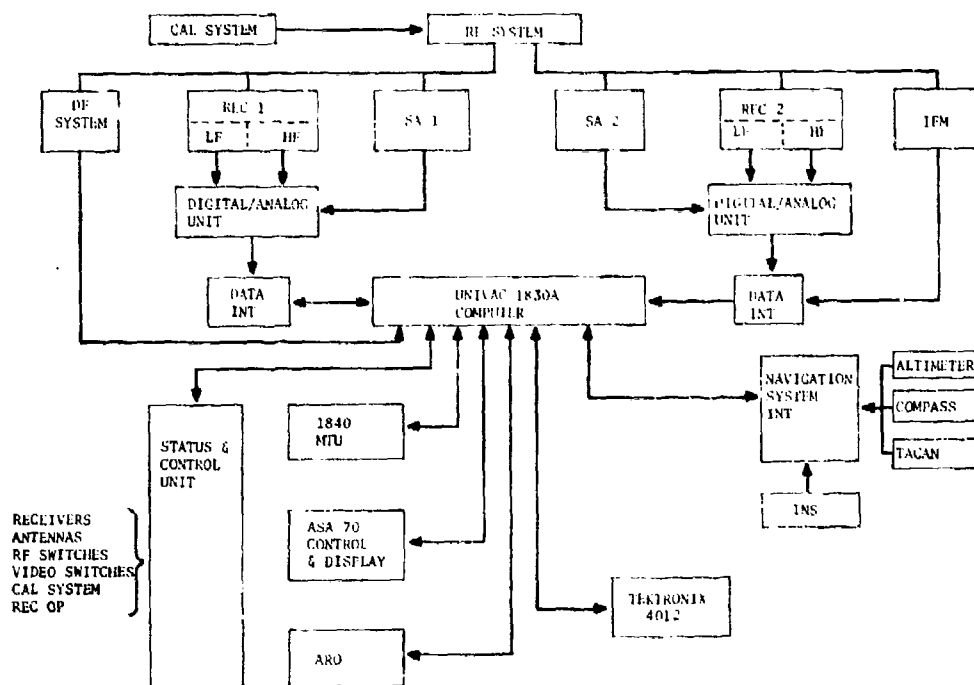 CAL SYSTEM
RF SYSTEM
DF
SYSTEM
REC 1
LF HF
SA 1
SA 2
REC 2
LF HF
IFM
DIGITAL/ANALOG
UNIT
DIGITAL/ANALOG
UNIT
DATA
INT
UNIVAC 1830A
COMPUTER
DATA
INT
STATUS &
CONTROL
UNIT
1840
MTU
NAVIGATION
SYSTEM
INT
ALTIMETER
COMPASS
TACAN
INS
RECEIVERS
ANTENNAS
RF SWITCHES
VIDEO SWITCHES
CAL SYSTEM
REC OP
ASA 70
CONTROL
& DISPLAY
TEKTRONIX
4012
ARO